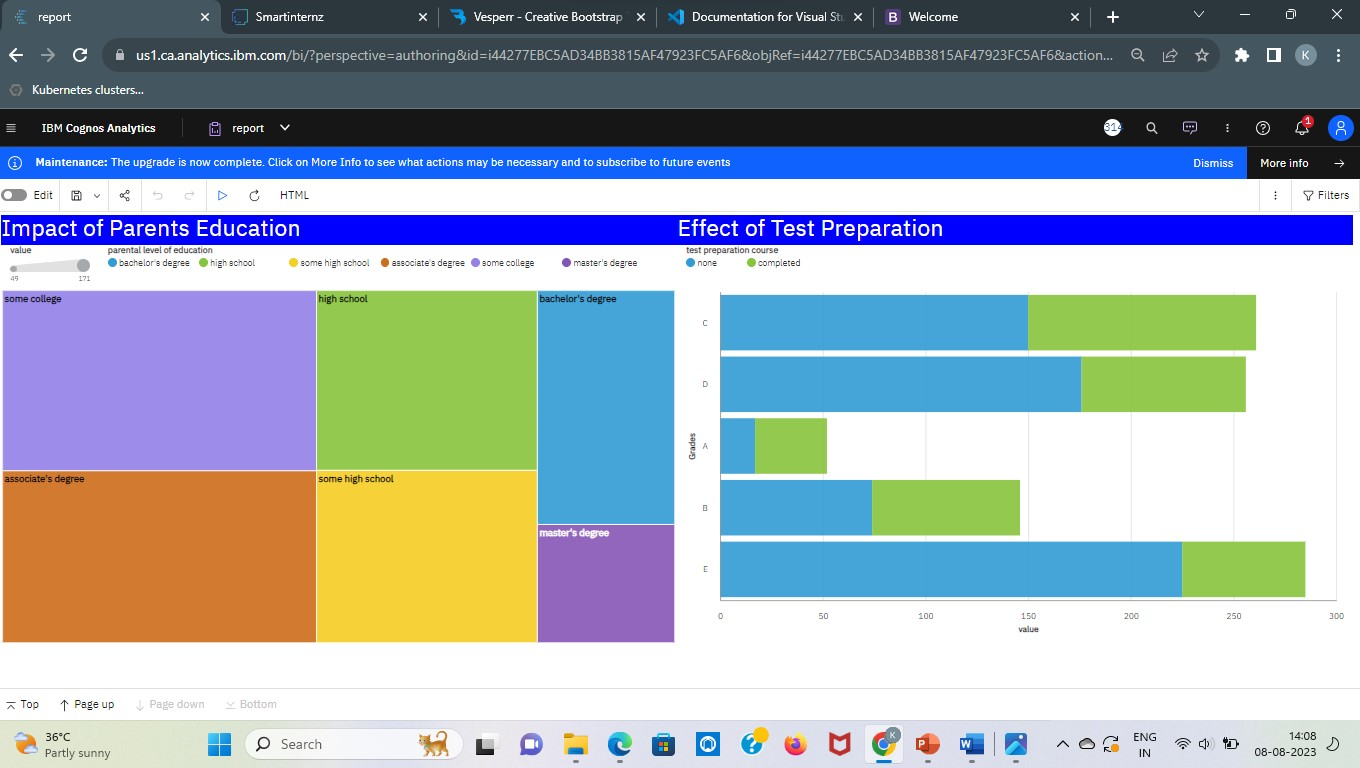 report
Smartinternz
Vesperr - Creative Bootstrap
Documentation for Visual Stu
Welcome
us1.ca.analytics.ibm.com/bi/?perspective=authoring&id=i44277EBC5AD34BB3815AF47923FC5AF6&objRef=i44277EBC5AD34BB3815AF47923FC5AF6&action...
K
Kubernetes clusters...
IBM Cognos Analytics
report
314
1
Maintenance: The upgrade is now complete. Click on More Info to see what actions may be necessary and to subscribe to future events
Dismiss
More info
Edit
HTML
Filters
Impact of Parents Education
Effect of Test Preparation
value
49
171
parental level of education
bachelor's degree
high school
some high school
associate's degree
some college
master's degree
test preparation course
none
completed
some college
high school
bachelor's degree
associate's degree
some high school
master's degree
Grades
C
D
A
B
E
0
50
100
150
200
250
300
value
Top
Page up
Page down
Bottom
36°C
Partly sunny
Search
K
ENG
IN
14:08
08-08-2023